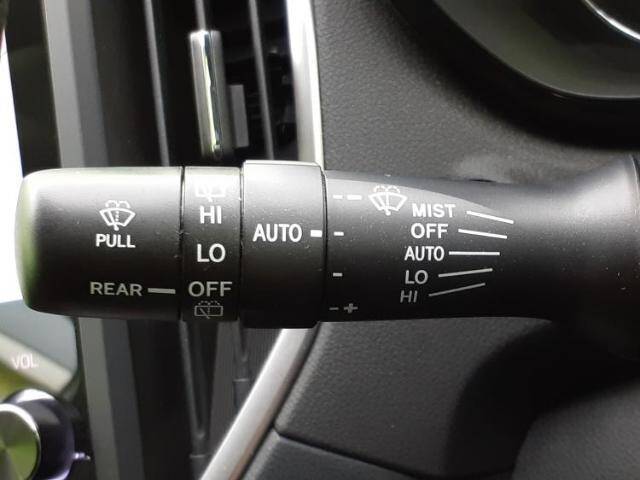 PULL
REAR
HI
LO
OFF
AUTO
- +
MIST
OFF
AUTO
LO
HI
VOL